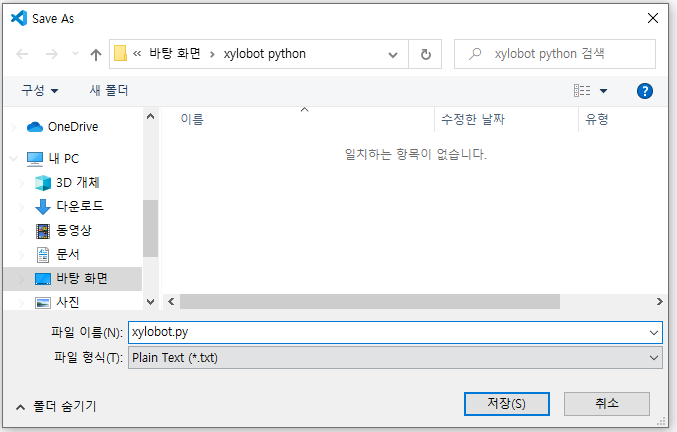 Save As
« 바탕 화면 › xylobot python
xylobot python 검색
구성
새 폴더
이름
수정한 날짜
유형
OneDrive
내 PC
3D 개체
다운로드
동영상
문서
바탕 화면
사진
일치하는 항목이 없습니다.
파일 이름(N): xylobot.py
파일 형식(T): Plain Text (*.txt)
폴더 숨기기
저장(S)
취소